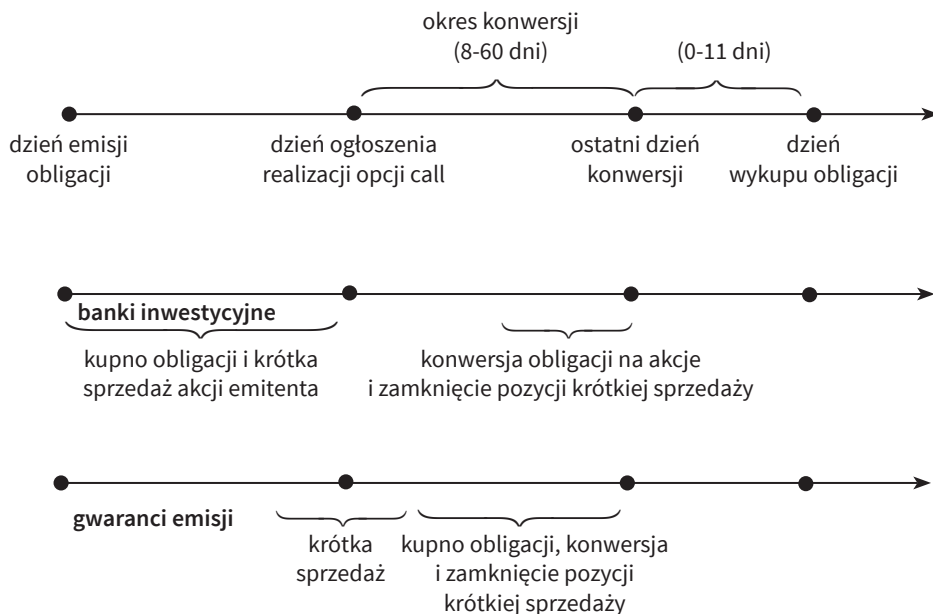 okres konwersji
(8-60 dni)
(0-11 dni)
dzień emisji
obligacji
dzień ogłoszenia
realizacji opcji call
ostatni dzień
konwersji
dzień
wykupu obligacji
banki inwestycyjne
kupno obligacji i krótka
sprzedaż akcji emitenta
konwersja obligacji na akcje
i zamknięcie pozycji krótkiej sprzedaży
gwaranci emisji
krótka
sprzedaż
kupno obligacji, konwersja
i zamknięcie pozycji
krótkiej sprzedaży